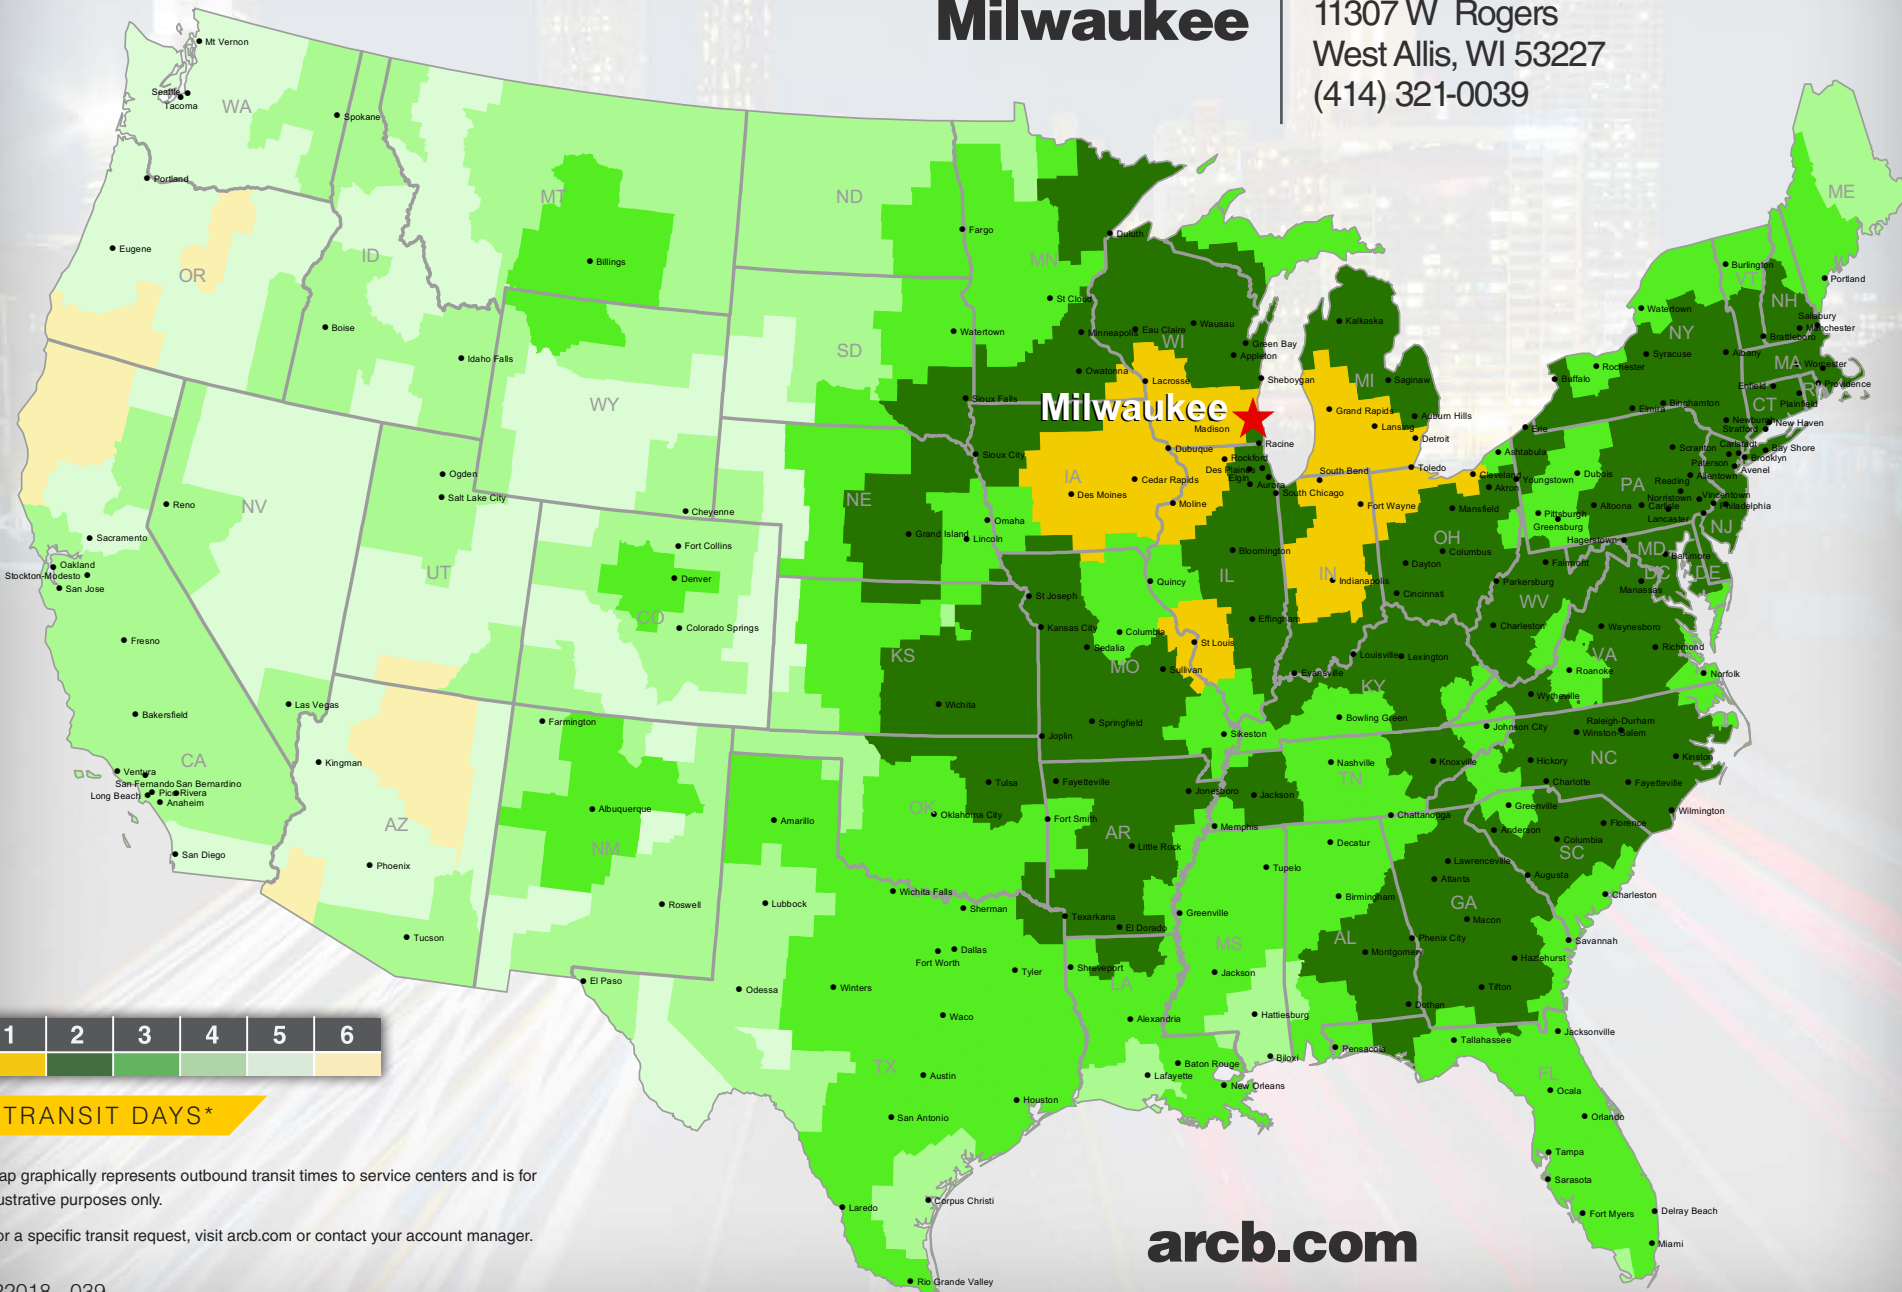 Milwaukee
11307 W Rogers
West Allis, WI 53227
(414) 321-0039
Mt Vernon
Seattle
Tacoma
WA
Spokane
Portland
Eugene
OR
ID
Boise
Idaho Falls
MT
Billings
ND
Fargo
MN
Duluth
St Cloud
Watertown
Minneapolis
Eau Claire
Wausau
WI
Green Bay
Appleton
SD
WY
Owatonna
Lacrosse
Sheboygan
Sioux Falls
Milwaukee
Madison
Racine
Kalkaska
MI
Saginaw
Grand Rapids
Auburn Hills
Lansing
Detroit
ME
Burlington
VT
Portland
NH
Salisbury
Manchester
Watertown
NY
Brattleboro
Syracuse
Albany
MA
Worcester
Rochester
Buffalo
Enfield
Providence
RI
Plainfield
CT
Binghamton
Elmira
Newburgh
New Haven
Stratford
Erie
Ashtabula
Scranton
Carlstadt
Bay Shore
Brooklyn
Paterson
Avenel
Allentown
Reading
Dubois
PA
Norristown
Vincentown
Philadelphia
Altoona
Carlisle
Lancaster
Pittsburgh
Greensburg
NJ
Hagerstown
MD
Baltimore
DC
DE
Fairmont
Manassas
Toledo
Cleveland
Akron
Youngstown
Mansfield
OH
Columbus
Dayton
Cincinnati
Parkersburg
WV
Charleston
Waynesboro
Richmond
VA
Roanoke
Norfolk
Wytheville
Dubuque
Rockford
Des Plaines
Elgin
Aurora
South Chicago
South Bend
Fort Wayne
IA
Cedar Rapids
Des Moines
Moline
Sioux City
NE
Omaha
Lincoln
Grand Island
Bloomington
IL
IN
Indianapolis
Quincy
Effingham
St Joseph
Kansas City
Columbia
Sedalia
MO
St Louis
Sullivan
Evansville
Louisville
Lexington
KY
Bowling Green
KS
Wichita
Springfield
Joplin
Sikeston
Reno
NV
Ogden
Salt Lake City
UT
Cheyenne
Fort Collins
Denver
CO
Colorado Springs
Sacramento
Oakland
Stockton-Modesto
San Jose
Fresno
Bakersfield
Las Vegas
CA
Ventura
San Fernando
San Bernardino
Pico Rivera
Long Beach
Anaheim
San Diego
Kingman
AZ
Phoenix
Tucson
Farmington
Albuquerque
NM
Roswell
El Paso
Amarillo
Lubbock
Odessa
OK
Tulsa
Oklahoma City
Wichita Falls
Sherman
Dallas
Fort Worth
Tyler
Winters
Waco
TX
Austin
Houston
San Antonio
Corpus Christi
Laredo
Rio Grande Valley
Fayetteville
Fort Smith
AR
Little Rock
Jonesboro
Texarkana
El Dorado
Shreveport
LA
Alexandria
Baton Rouge
Lafayette
New Orleans
Nashville
TN
Jackson
Memphis
Knoxville
Johnson City
Chattanooga
Tupelo
Greenville
MS
Jackson
Hattiesburg
Biloxi
Decatur
Birmingham
AL
Montgomery
Phenix City
Dothan
Pensacola
Raleigh-Durham
Winston-Salem
Hickory
NC
Kinston
Charlotte
Fayetteville
Wilmington
Greenville
Anderson
Florence
Columbia
SC
Charleston
Lawrenceville
Atlanta
Augusta
GA
Macon
Savannah
Hazlehurst
Tifton
Jacksonville
Tallahassee
FL
Ocala
Orlando
Tampa
Sarasota
Fort Myers
Delray Beach
Miami
1 2 3 4 5 6
TRANSIT DAYS*
ap graphically represents outbound transit times to service centers and is for
ustrative purposes only.
or a specific transit request, visit arcb.com or contact your account manager.
arcb.com